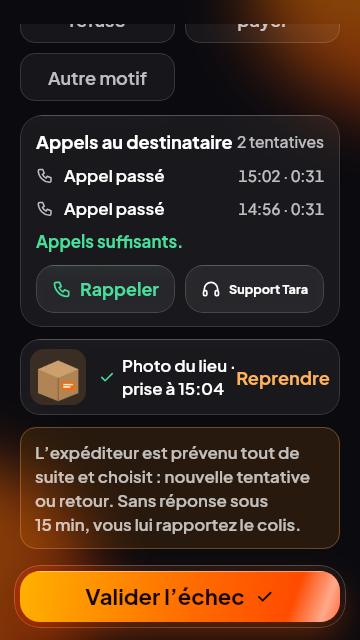 refusé
payer
Autre motif
Appels au destinataire 2 tentatives
Appel passé 15:02 · 0:31
Appel passé 14:56 · 0:31
Appels suffisants.
Rappeler
Support Tara
Photo du lieu ·
prise à 15:04
Reprendre
L’expéditeur est prévenu tout de
suite et choisit : nouvelle tentative
ou retour. Sans réponse sous
15 min, vous lui rapportez le colis.
Valider l’échec